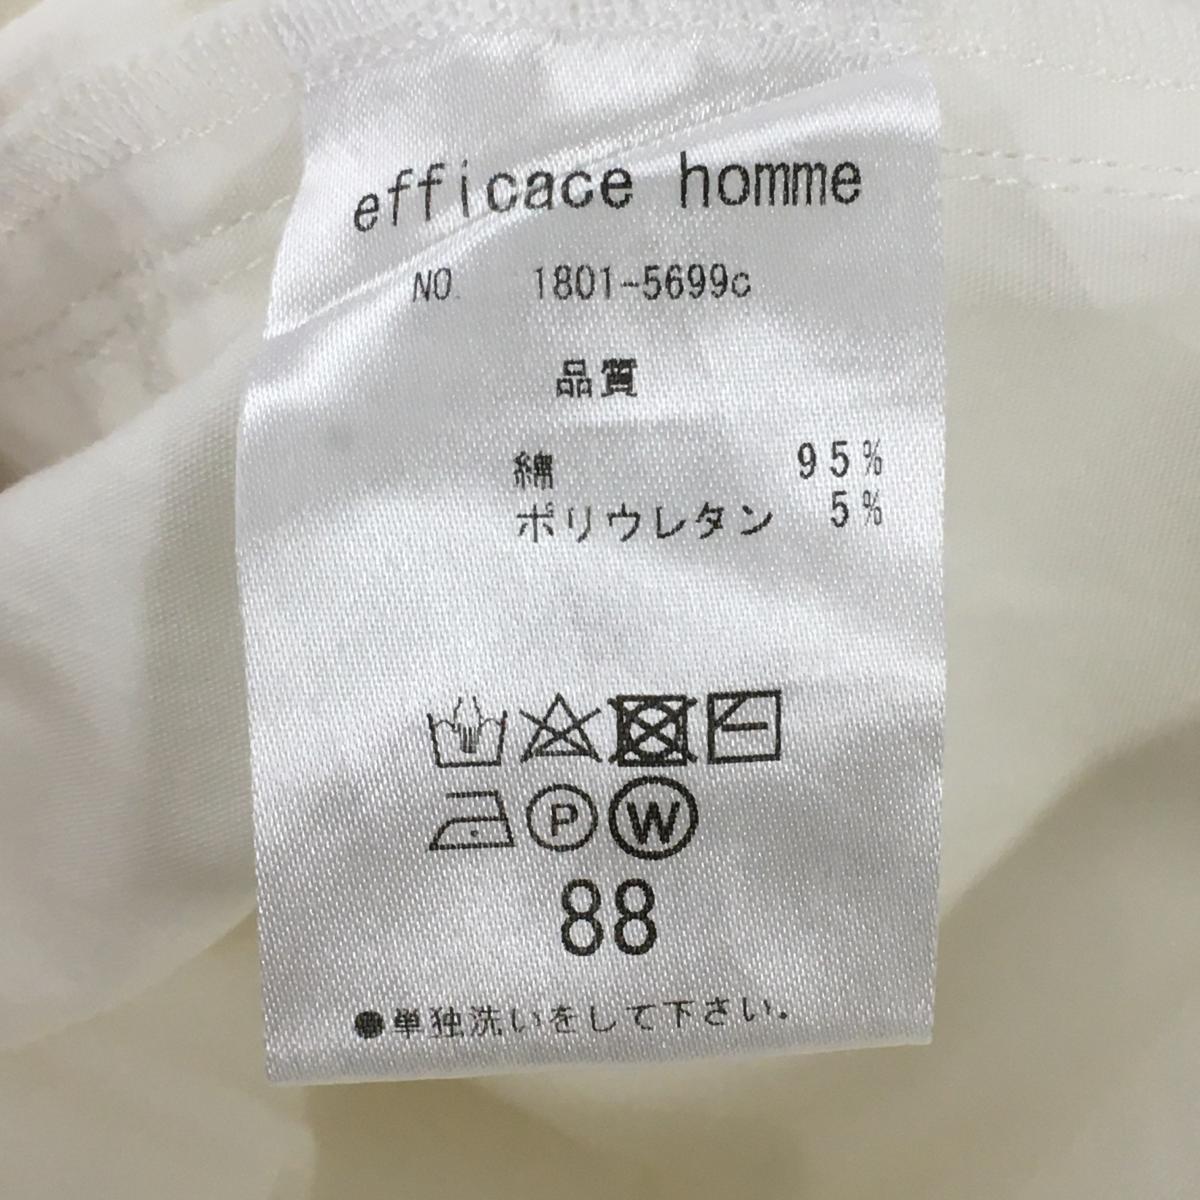 efficace homme
NO. 1801-5699c
品質
綿 95%
ポリウレタン 5%
P W
88
●単独洗いをして下さい.